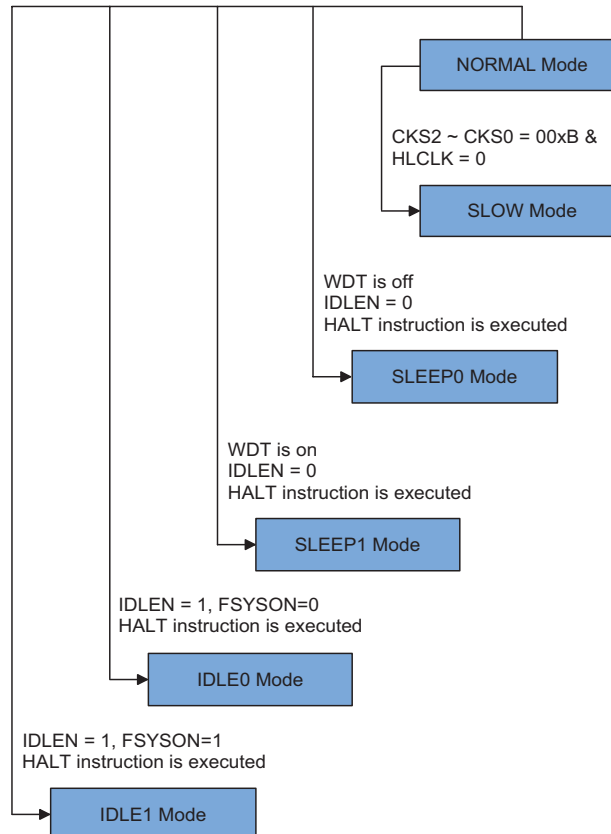 NORMAL Mode
CKS2 ~ CKS0 = 00xB &
HLCLK = 0
SLOW Mode
WDT is off
IDLEN = 0
HALT instruction is executed
SLEEP0 Mode
WDT is on
IDLEN = 0
HALT instruction is executed
SLEEP1 Mode
IDLEN = 1, FSYSON=0
HALT instruction is executed
IDLE0 Mode
IDLEN = 1, FSYSON=1
HALT instruction is executed
IDLE1 Mode